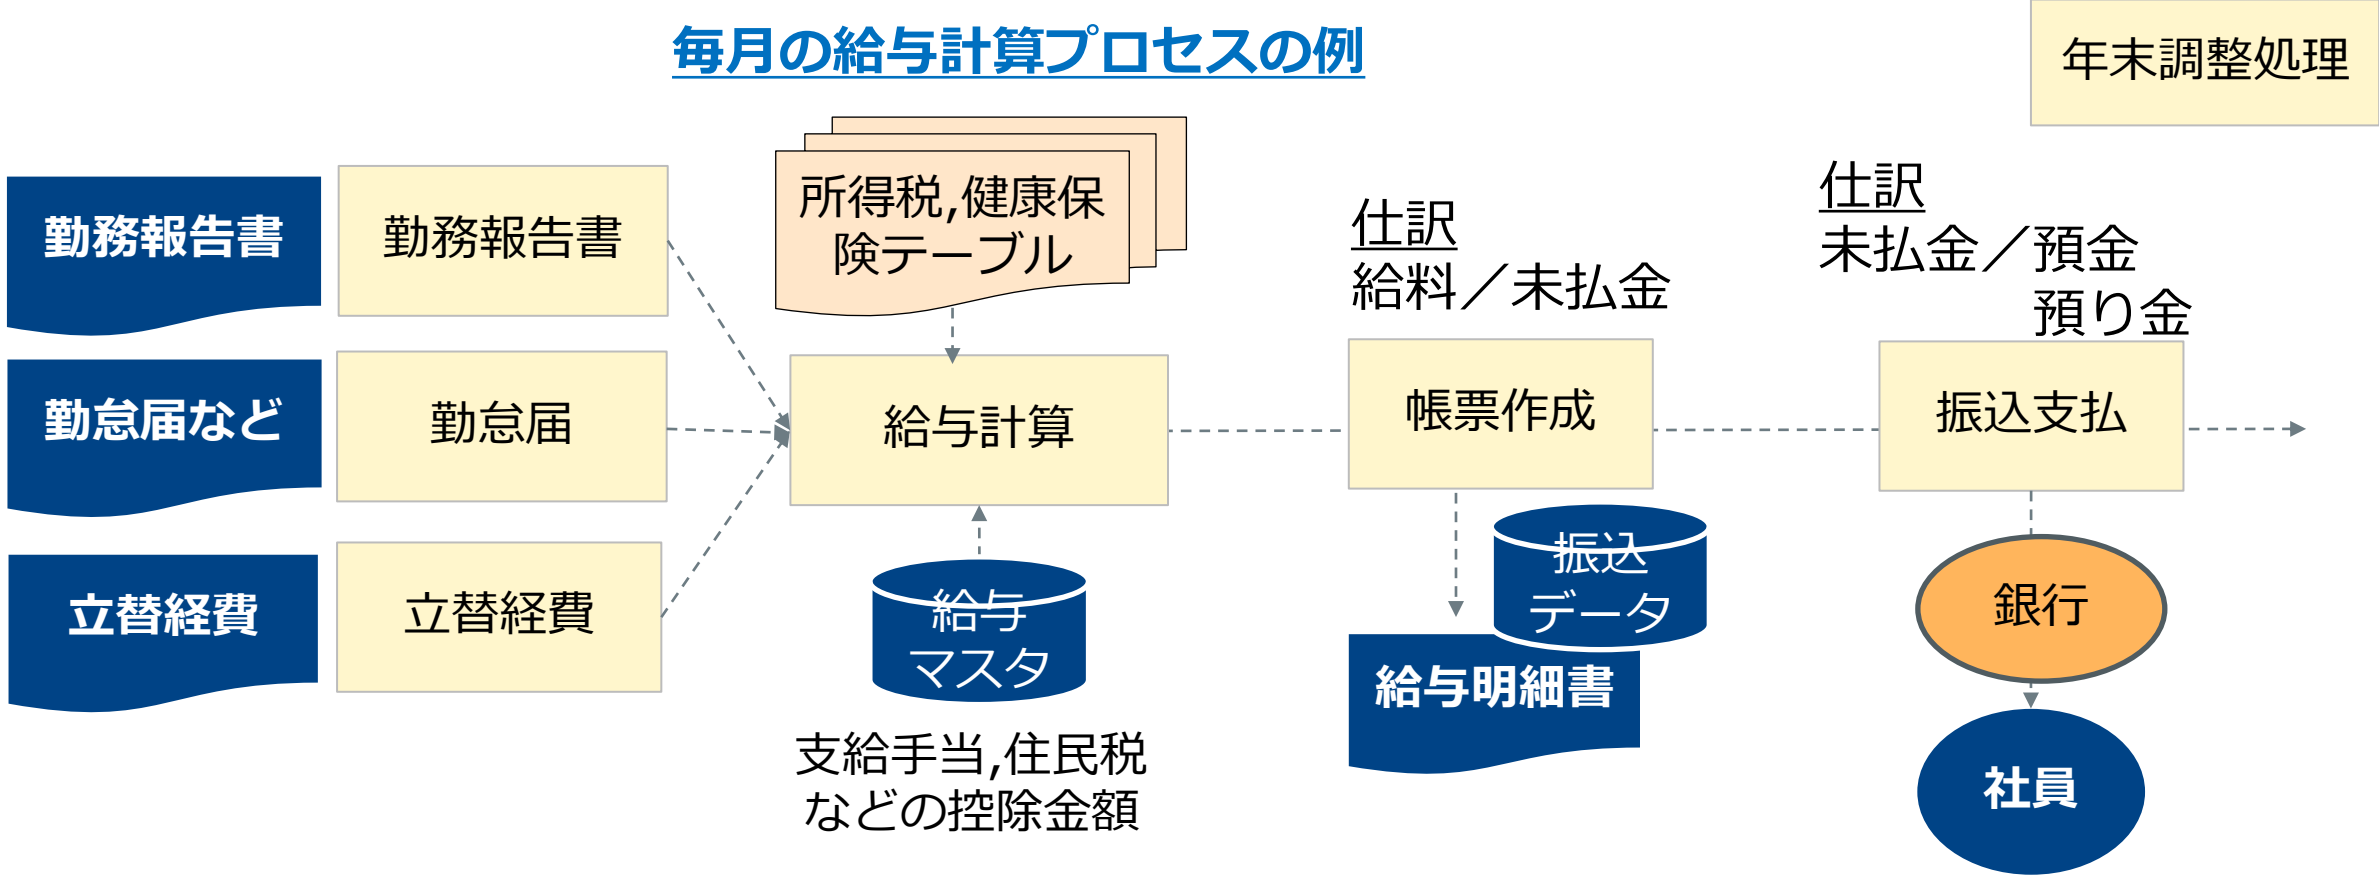 毎月の給与計算プロセスの例
年末調整処理
勤務報告書
勤務報告書
所得税,健康保
険テーブル
仕訳
給料／未払金
仕訳
未払金／預金
預り金
勤怠届など
勤怠届
給与計算
帳票作成
振込支払
立替経費
立替経費
給与
マスタ
振込
データ
銀行
給与明細書
支給手当,住民税
などの控除金額
社員